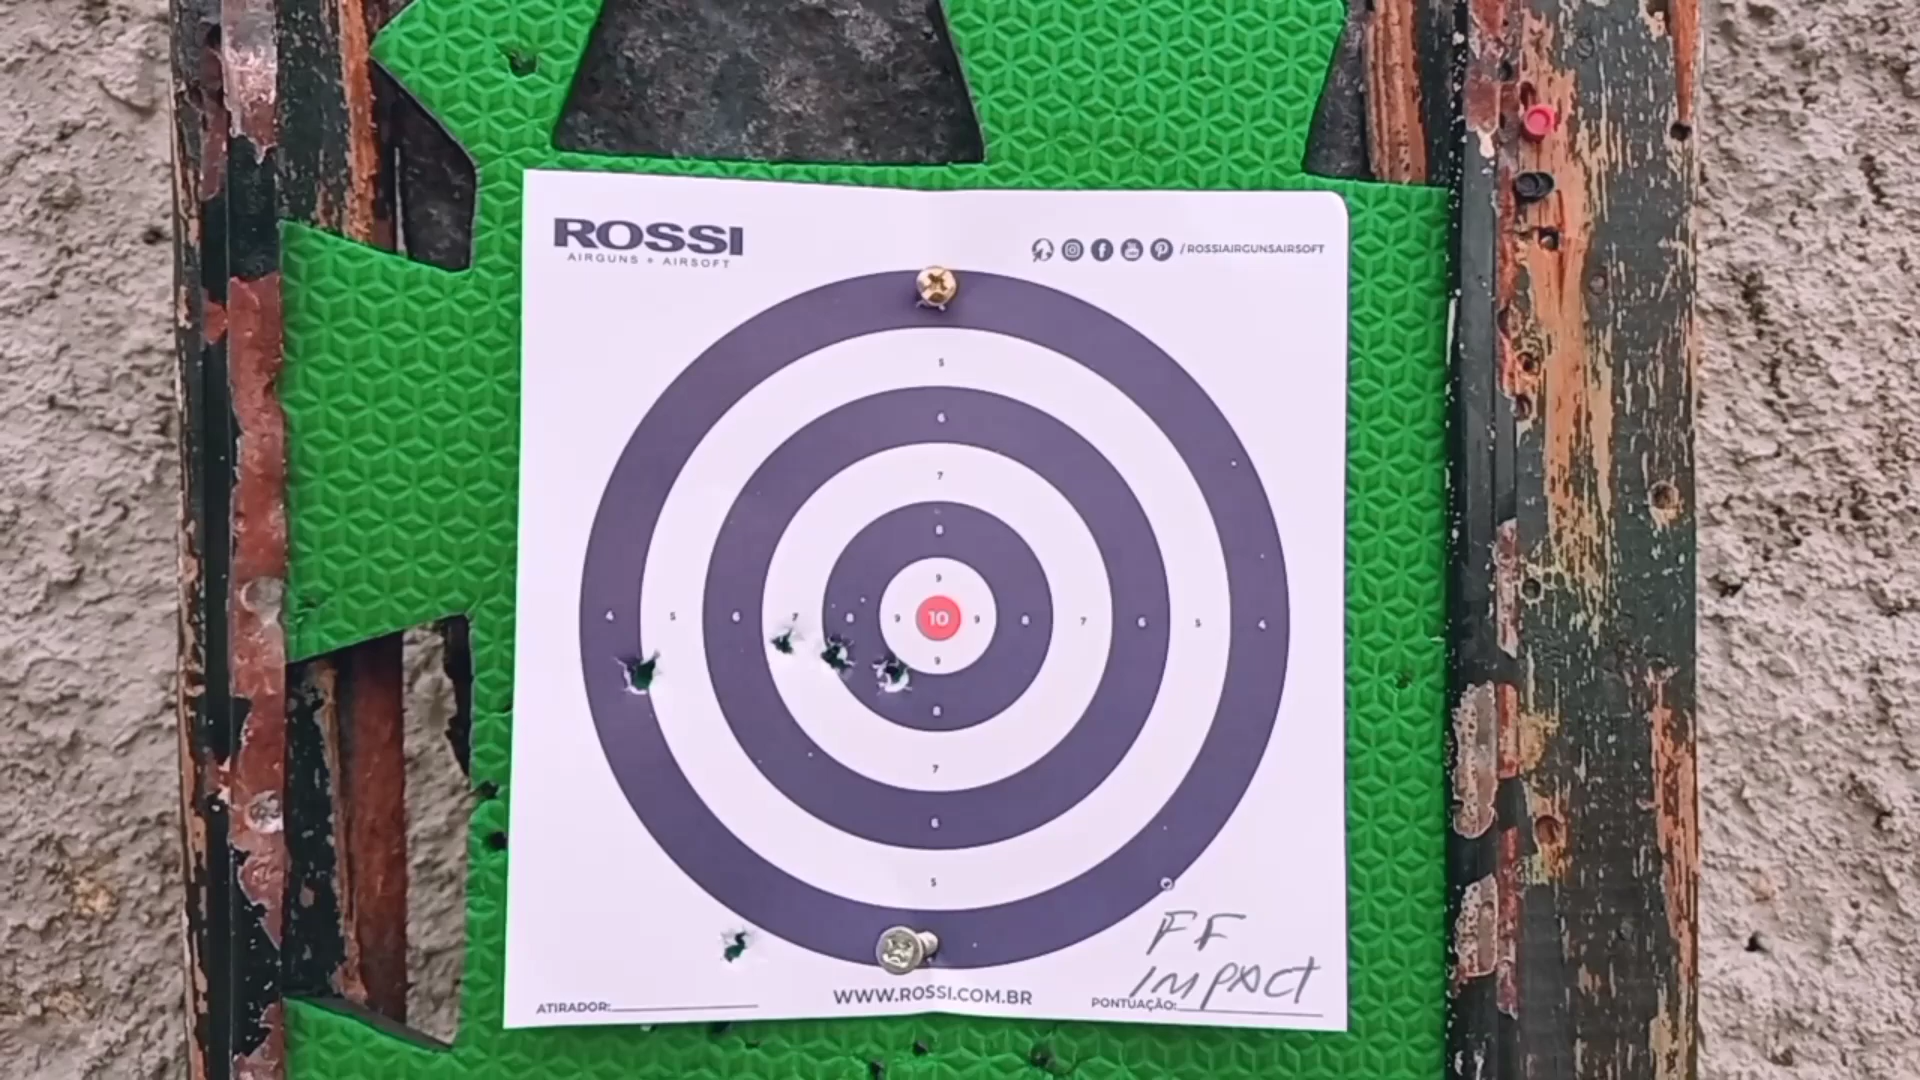 ROSSI
AIRGUNS + AIRSOFT
/ROSSIAIRGUNSAIRSOFT
5
6
7
8
9
4 5 6 7 8 9 10 9 8 7 6 5 4
9
8
7
6
5
FF
IMPACT
ATIRADOR:
WWW.ROSSI.COM.BR
PONTUAÇÃO: